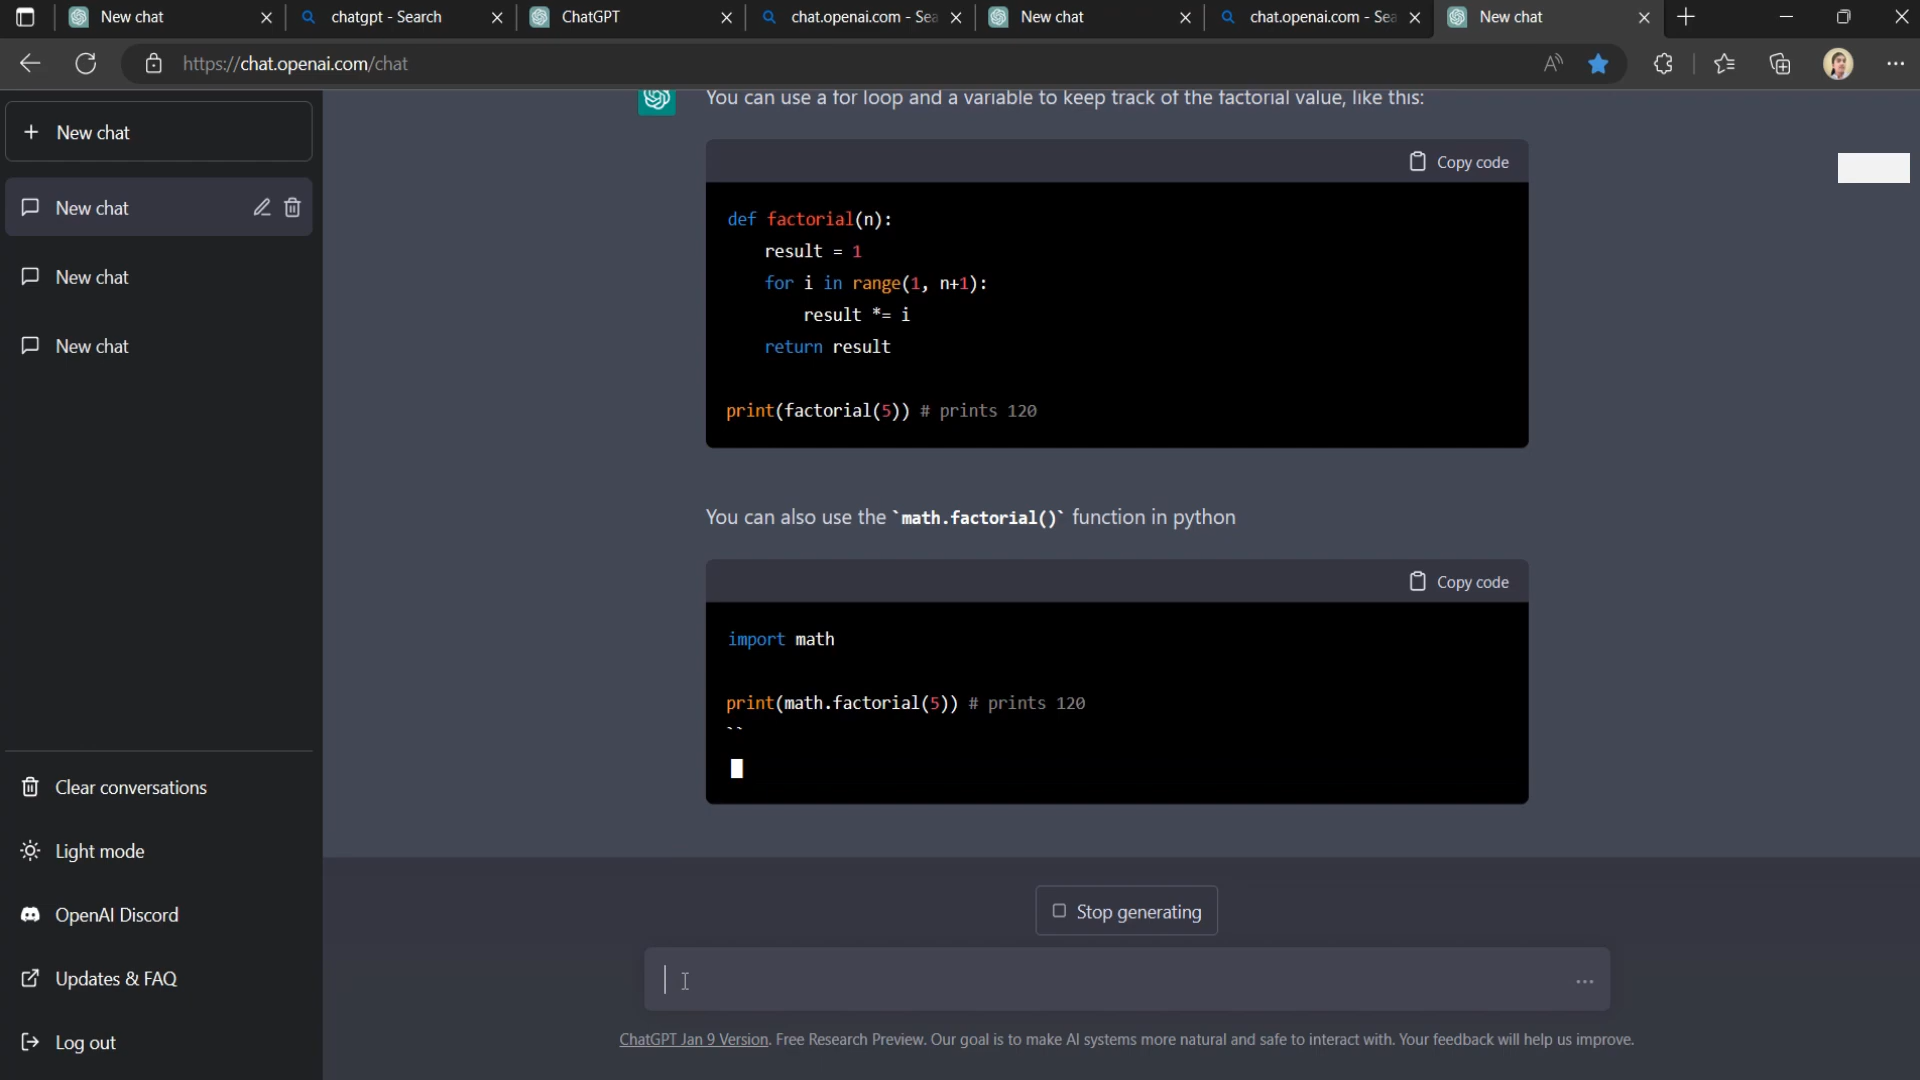 New chat
chatgpt - Search
ChatGPT
chat.openai.com - Sea
New chat
chat.openai.com - Sea
New chat
https://chat.openai.com/chat
New chat
New chat
New chat
New chat
Clear conversations
Light mode
OpenAI Discord
Updates & FAQ
Log out
You can use a for loop and a variable to keep track of the factorial value, like this:
Copy code
def factorial(n):
    result = 1
    for i in range(1, n+1):
        result *= i
    return result
print(factorial(5)) # prints 120
You can also use the `math.factorial()` function in python
Copy code
import math
print(math.factorial(5)) # prints 120
``
Stop generating
ChatGPT Jan 9 Version. Free Research Preview. Our goal is to make AI systems more natural and safe to interact with. Your feedback will help us improve.